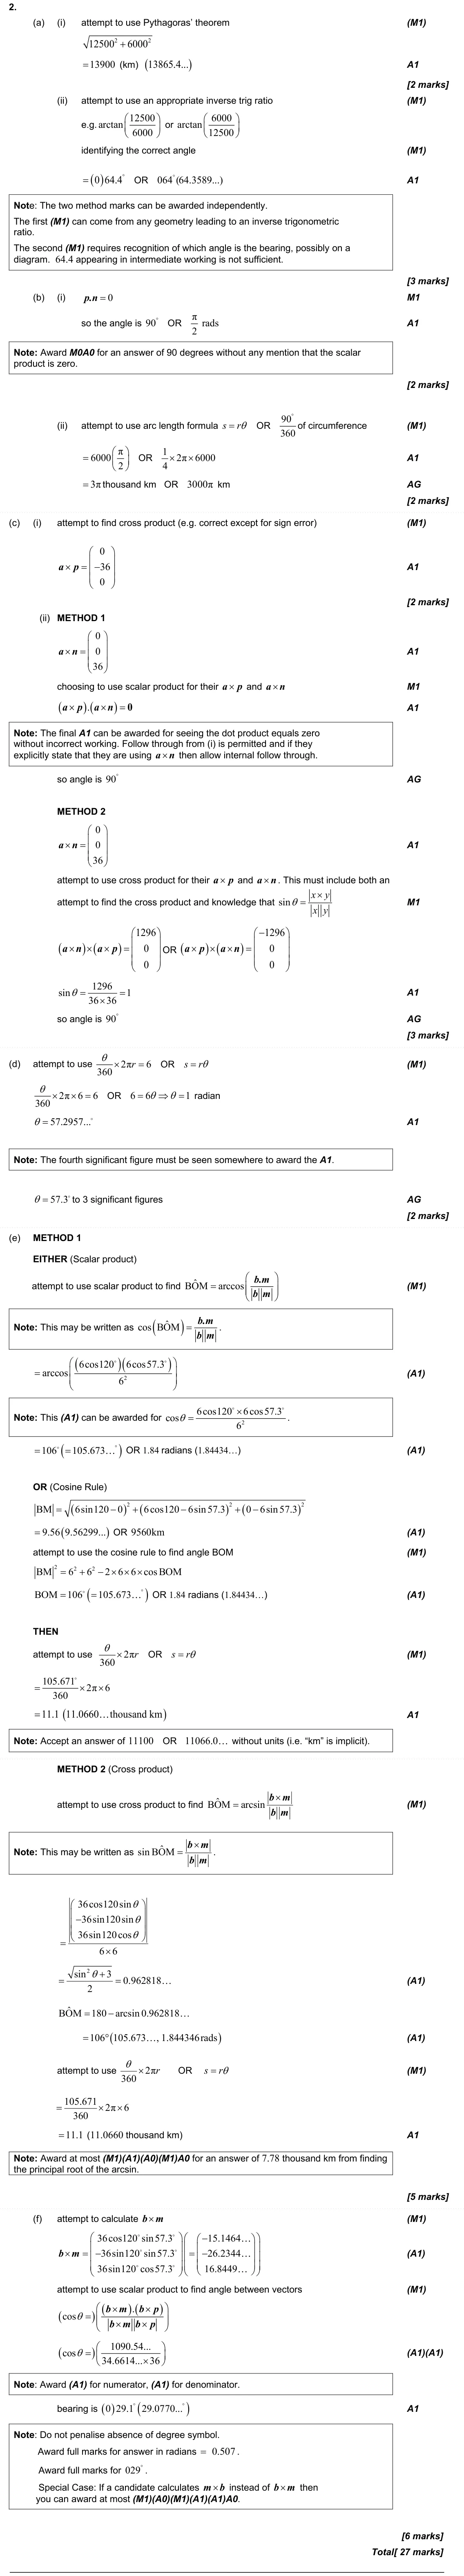 2.
(a) (i) attempt to use Pythagoras' theorem (M1)
√(12500² + 6000²)
= 13900 (km) (13865.4...) A1
[2 marks]
(ii) attempt to use an appropriate inverse trig ratio (M1)
e.g. arctan(12500/6000) or arctan(6000/12500)
identifying the correct angle (M1)
= (0)64.4° OR 064° (64.3589...) A1
Note: The two method marks can be awarded independently.
The first (M1) can come from any geometry leading to an inverse trigonometric
ratio.
The second (M1) requires recognition of which angle is the bearing, possibly on a
diagram. 64.4 appearing in intermediate working is not sufficient.
[3 marks]
(b) (i) p.n = 0 M1
so the angle is 90° OR π/2 rads A1
Note: Award M0A0 for an answer of 90 degrees without any mention that the scalar
product is zero.
[2 marks]
(ii) attempt to use arc length formula s = rθ OR 90°/360 of circumference (M1)
= 6000(π/2) OR 1/4 × 2π × 6000 A1
= 3π thousand km OR 3000π km AG
[2 marks]
(c) (i) attempt to find cross product (e.g. correct except for sign error) (M1)
a × p = (0, −36, 0) A1
[2 marks]
(ii) METHOD 1
a × n = (0, 0, 36) A1
choosing to use scalar product for their a × p and a × n M1
(a × p).(a × n) = 0 A1
Note: The final A1 can be awarded for seeing the dot product equals zero
without incorrect working. Follow through from (i) is permitted and if they
explicitly state that they are using a × n then allow internal follow through.
so angle is 90° AG
METHOD 2
a × n = (0, 0, 36) A1
attempt to use cross product for their a × p and a × n. This must include both an
attempt to find the cross product and knowledge that sin θ = |x × y|/|x||y| M1
(a × n) × (a × p) = (1296, 0, 0) OR (a × p) × (a × n) = (−1296, 0, 0)
sin θ = 1296/(36 × 36) = 1 A1
so angle is 90° AG
[3 marks]
(d) attempt to use θ/360 × 2πr = 6 OR s = rθ (M1)
θ/360 × 2π × 6 = 6 OR 6 = 6θ ⇒ θ = 1 radian
θ = 57.2957...° A1
Note: The fourth significant figure must be seen somewhere to award the A1.
θ = 57.3° to 3 significant figures AG
[2 marks]
(e) METHOD 1
EITHER (Scalar product)
attempt to use scalar product to find BÔM = arccos(b.m/|b||m|) (M1)
Note: This may be written as cos(BÔM) = b.m/|b||m|.
= arccos(((6cos120°)(6cos57.3°))/6²) (A1)
Note: This (A1) can be awarded for cosθ = (6cos120° × 6cos57.3°)/6².
= 106° (= 105.673...°) OR 1.84 radians (1.84434...) (A1)
OR (Cosine Rule)
|BM| = √((6sin120 − 0)² + (6cos120 − 6sin57.3)² + (0 − 6sin57.3)²)
= 9.56 (9.56299...) OR 9560km (A1)
attempt to use the cosine rule to find angle BOM (M1)
|BM|² = 6² + 6² − 2 × 6 × 6 × cos BOM
BOM = 106° (= 105.673...°) OR 1.84 radians (1.84434...) (A1)
THEN
attempt to use θ/360 × 2πr OR s = rθ (M1)
= 105.671°/360 × 2π × 6
= 11.1 (11.0660...thousand km) A1
Note: Accept an answer of 11100 OR 11066.0... without units (i.e. "km" is implicit).
METHOD 2 (Cross product)
attempt to use cross product to find BÔM = arcsin |b × m|/|b||m| (M1)
Note: This may be written as sin BÔM = |b × m|/|b||m|.
= |(36cos120sinθ, −36sin120sinθ, 36sin120cosθ)|/(6 × 6)
= √(sin²θ + 3)/2 = 0.962818... (A1)
BÔM = 180 − arcsin 0.962818...
= 106° (105.673..., 1.844346 rads) (A1)
attempt to use θ/360 × 2πr OR s = rθ (M1)
= 105.671/360 × 2π × 6
= 11.1 (11.0660 thousand km) A1
Note: Award at most (M1)(A1)(A0)(M1)A0 for an answer of 7.78 thousand km from finding
the principal root of the arcsin.
[5 marks]
(f) attempt to calculate b × m (M1)
b × m = (36cos120°sin57.3°, −36sin120°sin57.3°, 36sin120°cos57.3°) (= (−15.1464..., −26.2344..., 16.8449...)) (A1)
attempt to use scalar product to find angle between vectors (M1)
(cosθ =) ((b × m).(b × p)/|b × m||b × p|)
(cosθ =) (1090.54.../(34.6614... × 36)) (A1)(A1)
Note: Award (A1) for numerator, (A1) for denominator.
bearing is (0)29.1° (29.0770...°) A1
Note: Do not penalise absence of degree symbol.
Award full marks for answer in radians = 0.507.
Award full marks for 029°.
Special Case: If a candidate calculates m × b instead of b × m then
you can award at most (M1)(A0)(M1)(A1)(A1)A0.
[6 marks]
Total[ 27 marks]